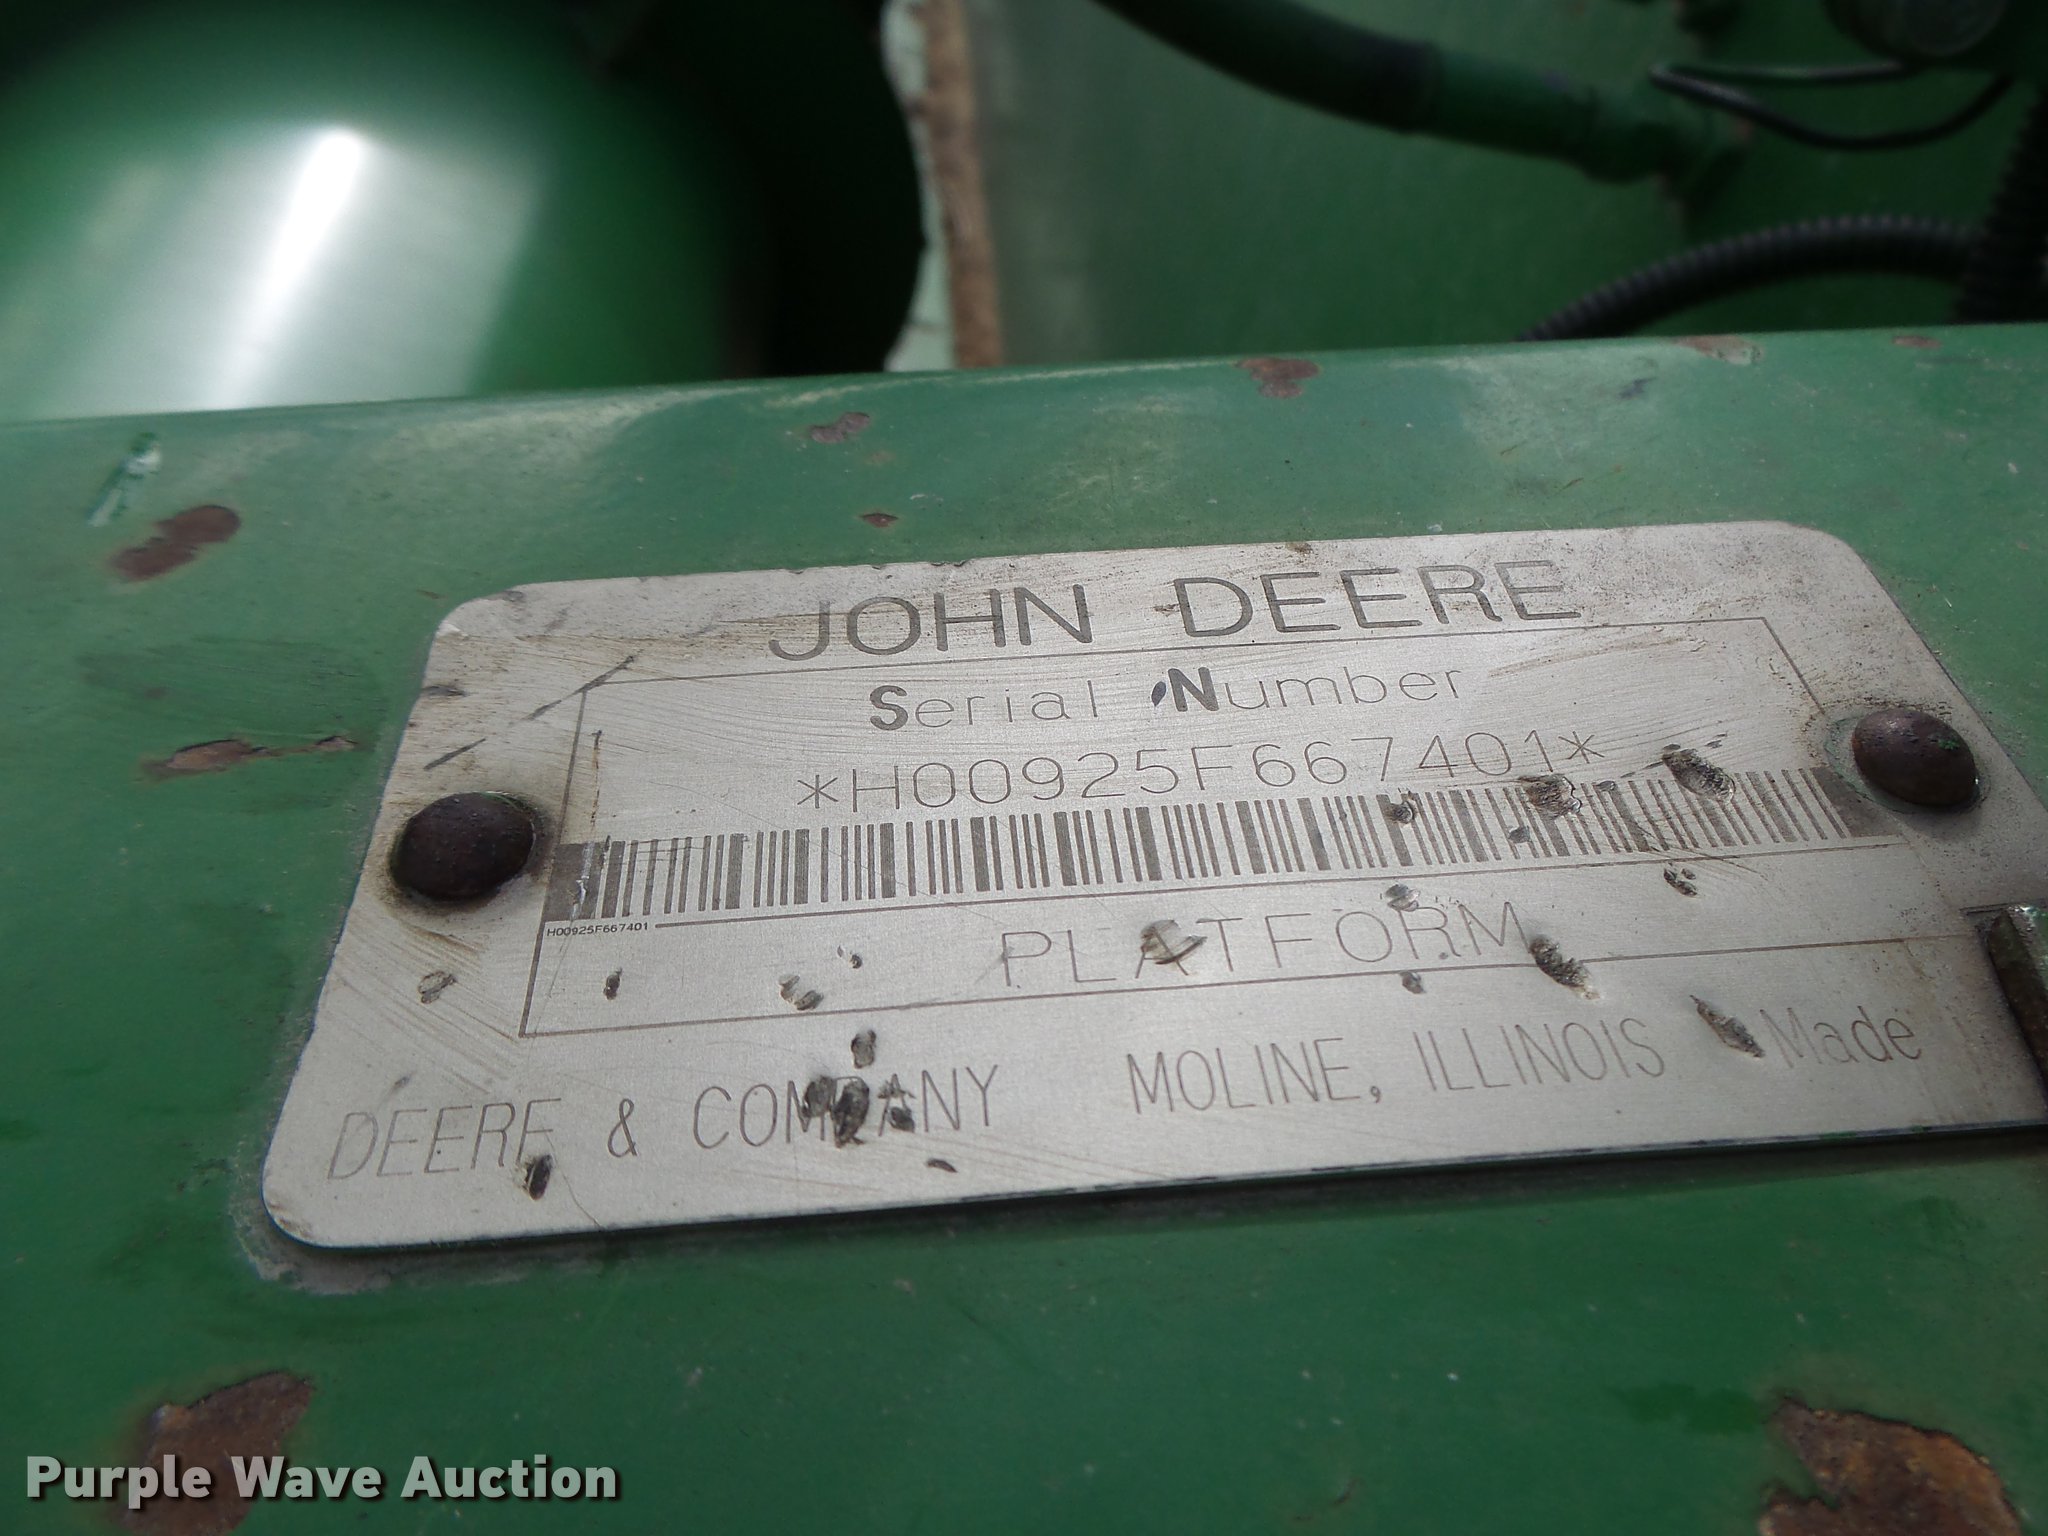 JOHN DEERE
Serial Number
*H00925F667401*
H00925F667401
PLATFORM
DEERE & COMPANY MOLINE, ILLINOIS Made
Purple Wave Auction